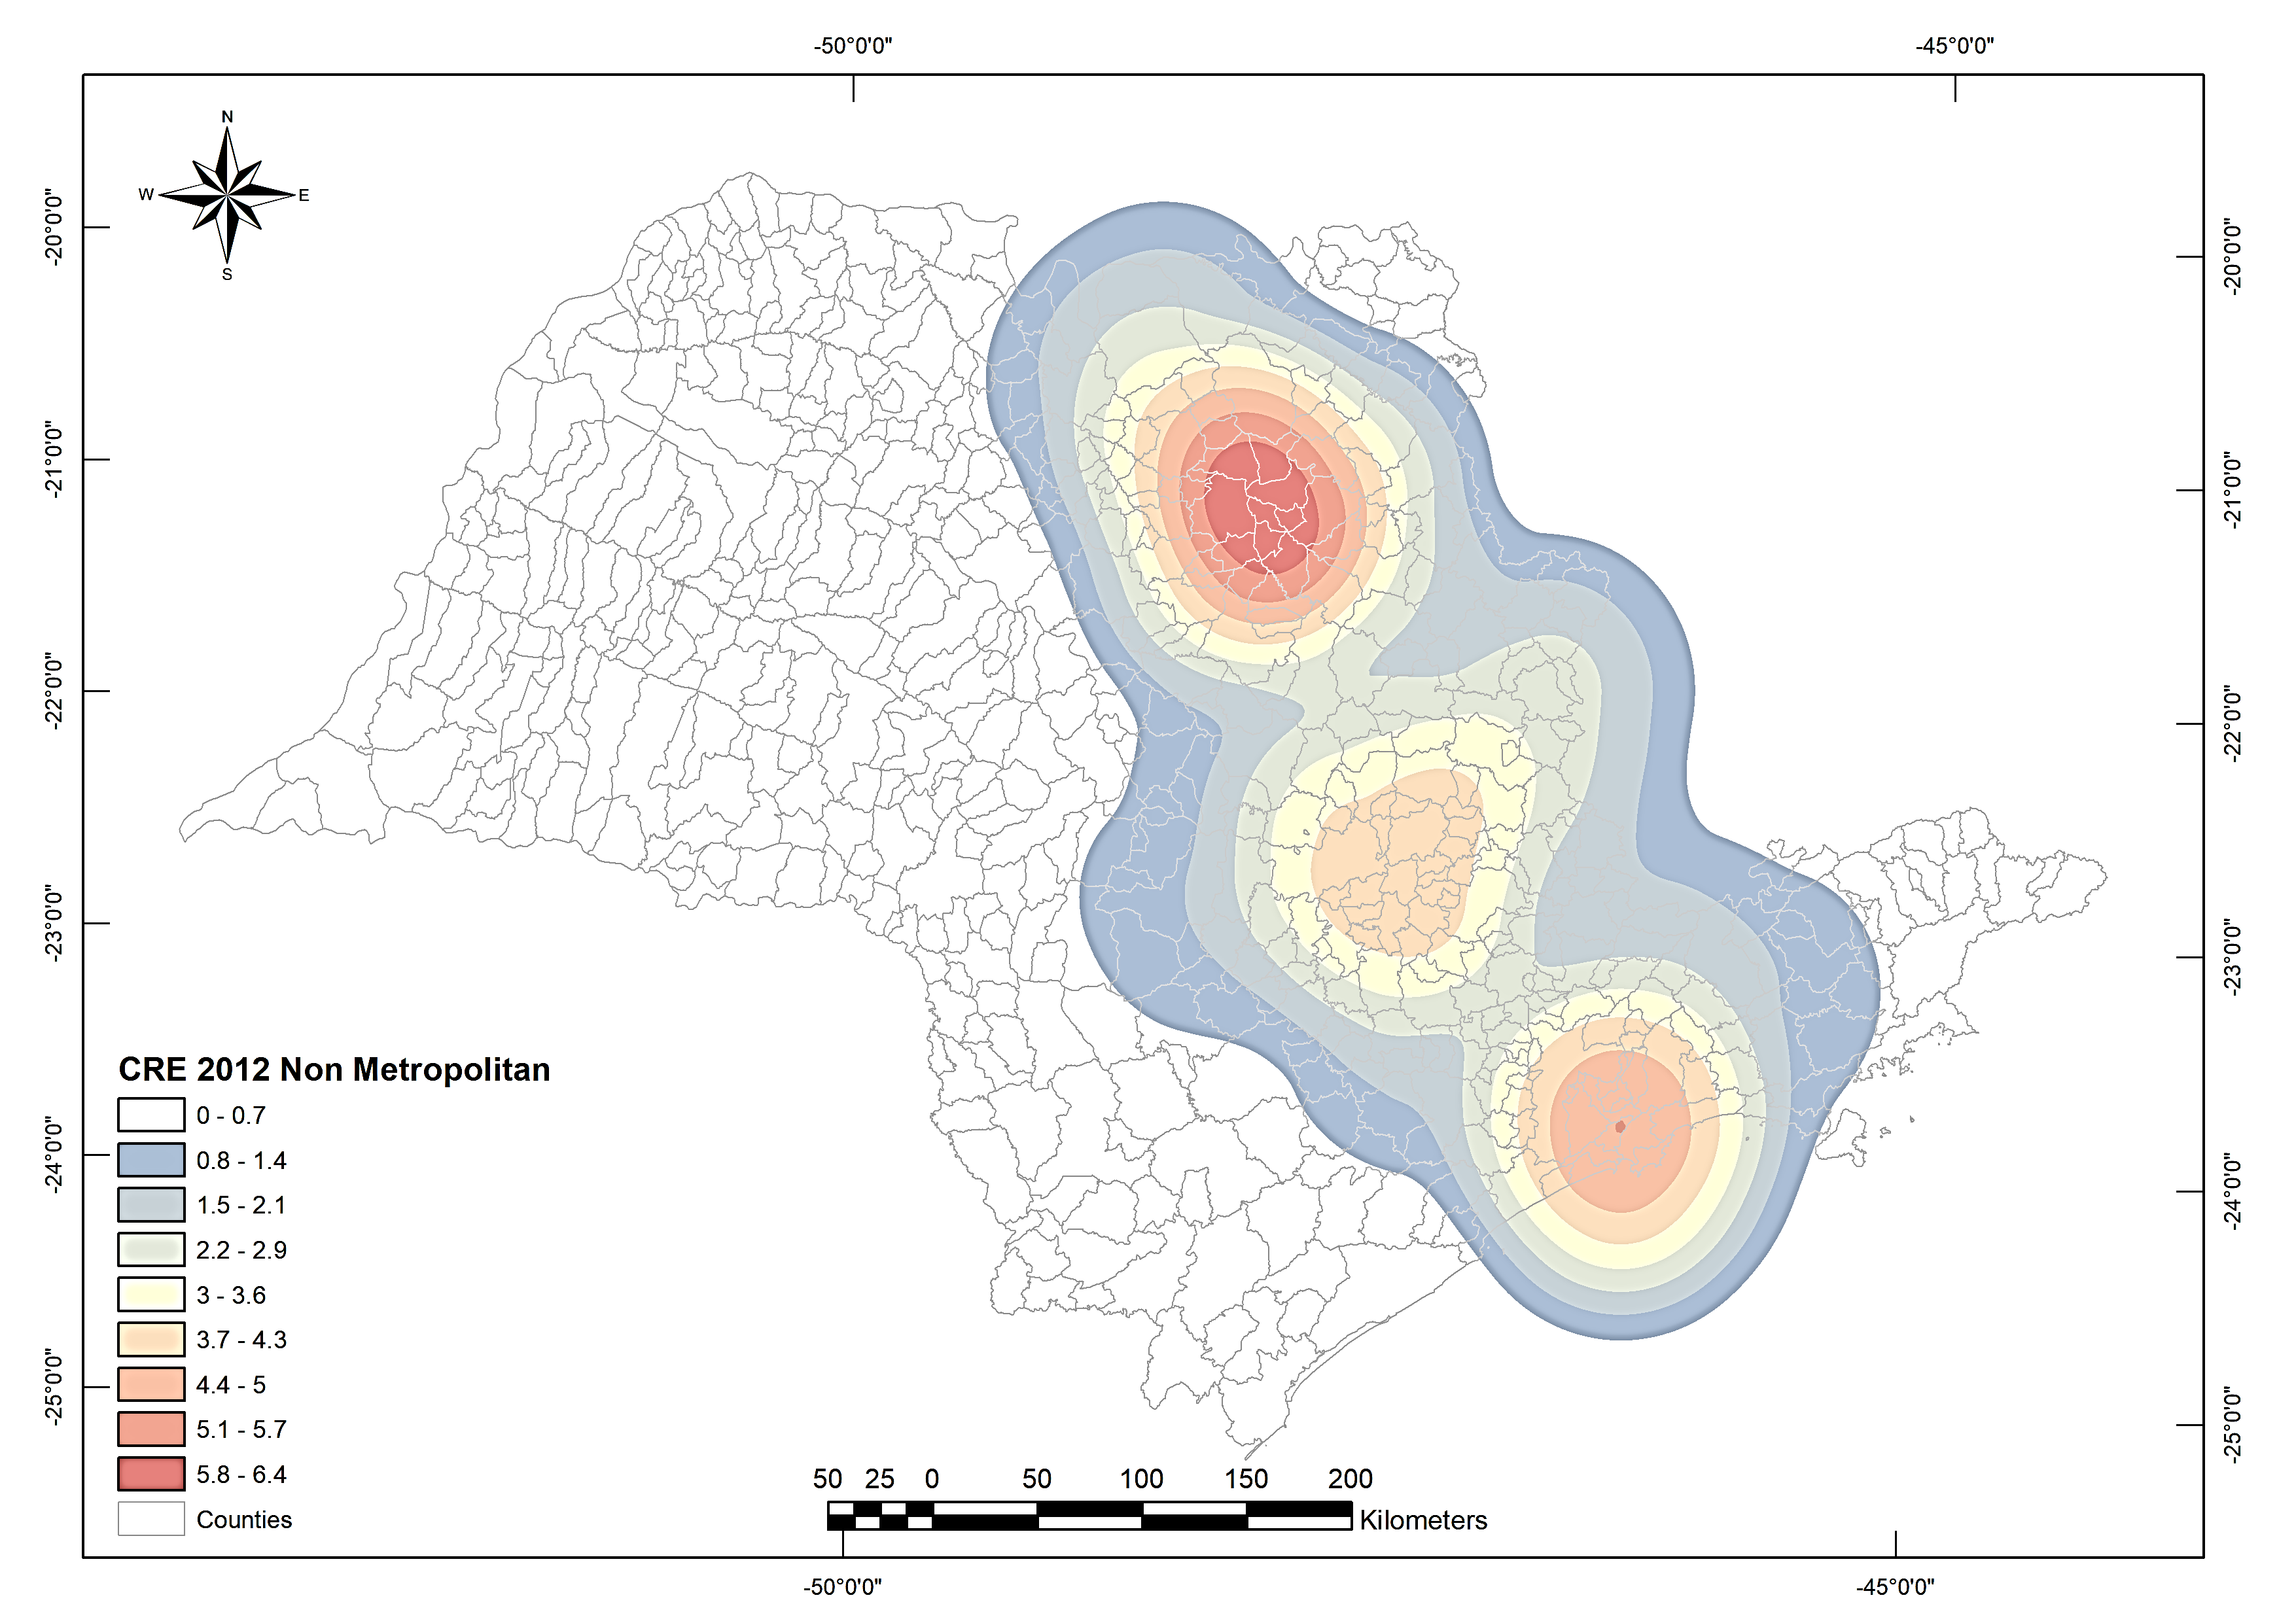 -50°0'0" -45°0'0"
N
W E
S
-20°0'0" -20°0'0"
-21°0'0" -21°0'0"
-22°0'0" -22°0'0"
-23°0'0" -23°0'0"
-24°0'0" -24°0'0"
-25°0'0" -25°0'0"
CRE 2012 Non Metropolitan
0 - 0.7
0.8 - 1.4
1.5 - 2.1
2.2 - 2.9
3 - 3.6
3.7 - 4.3
4.4 - 5
5.1 - 5.7
5.8 - 6.4
Counties
50 25 0 50 100 150 200
Kilometers
-50°0'0" -45°0'0"